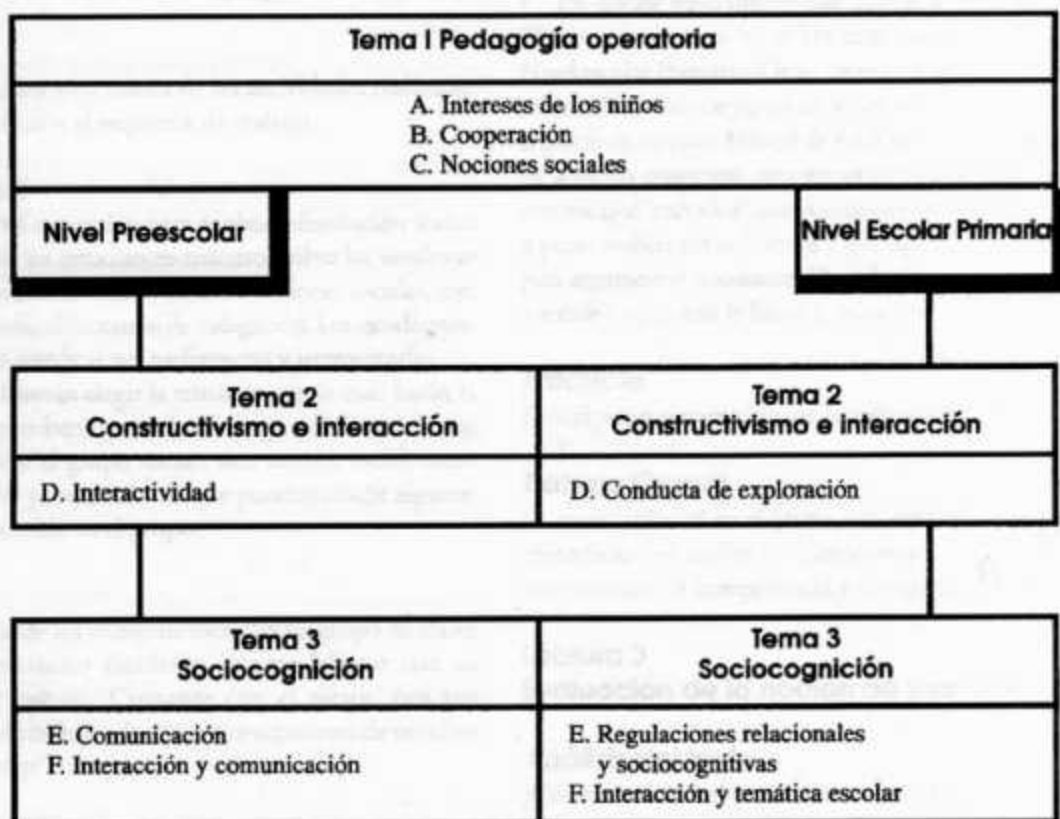 Tema I Pedagogía operatoria
A. Intereses de los niños
B. Cooperación
C. Nociones sociales
Nivel Preescolar
Nivel Escolar Primaria
Tema 2
Constructivismo e interacción
D. Interactividad
Tema 2
Constructivismo e interacción
D. Conducta de exploración
Tema 3
Sociocognición
E. Comunicación
F. Interacción y comunicación
Tema 3
Sociocognición
E. Regulaciones relacionales
y sociocognitivas
F. Interacción y temática escolar